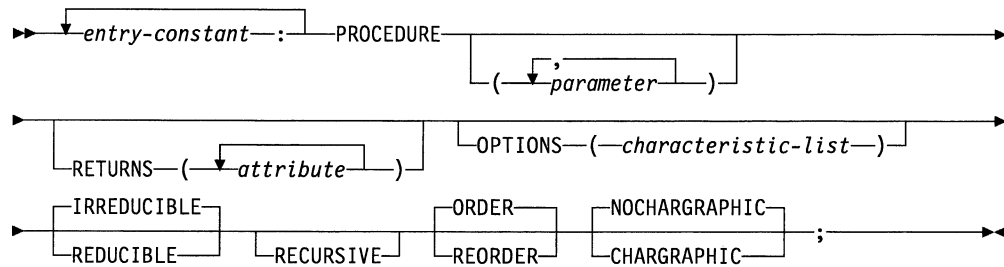 entry-constant : PROCEDURE
( , parameter )
RETURNS ( attribute ) OPTIONS ( characteristic-list )
IRREDUCIBLE ORDER NOCHARGRAPHIC
REDUCIBLE RECURSIVE REORDER CHARGRAPHIC ;